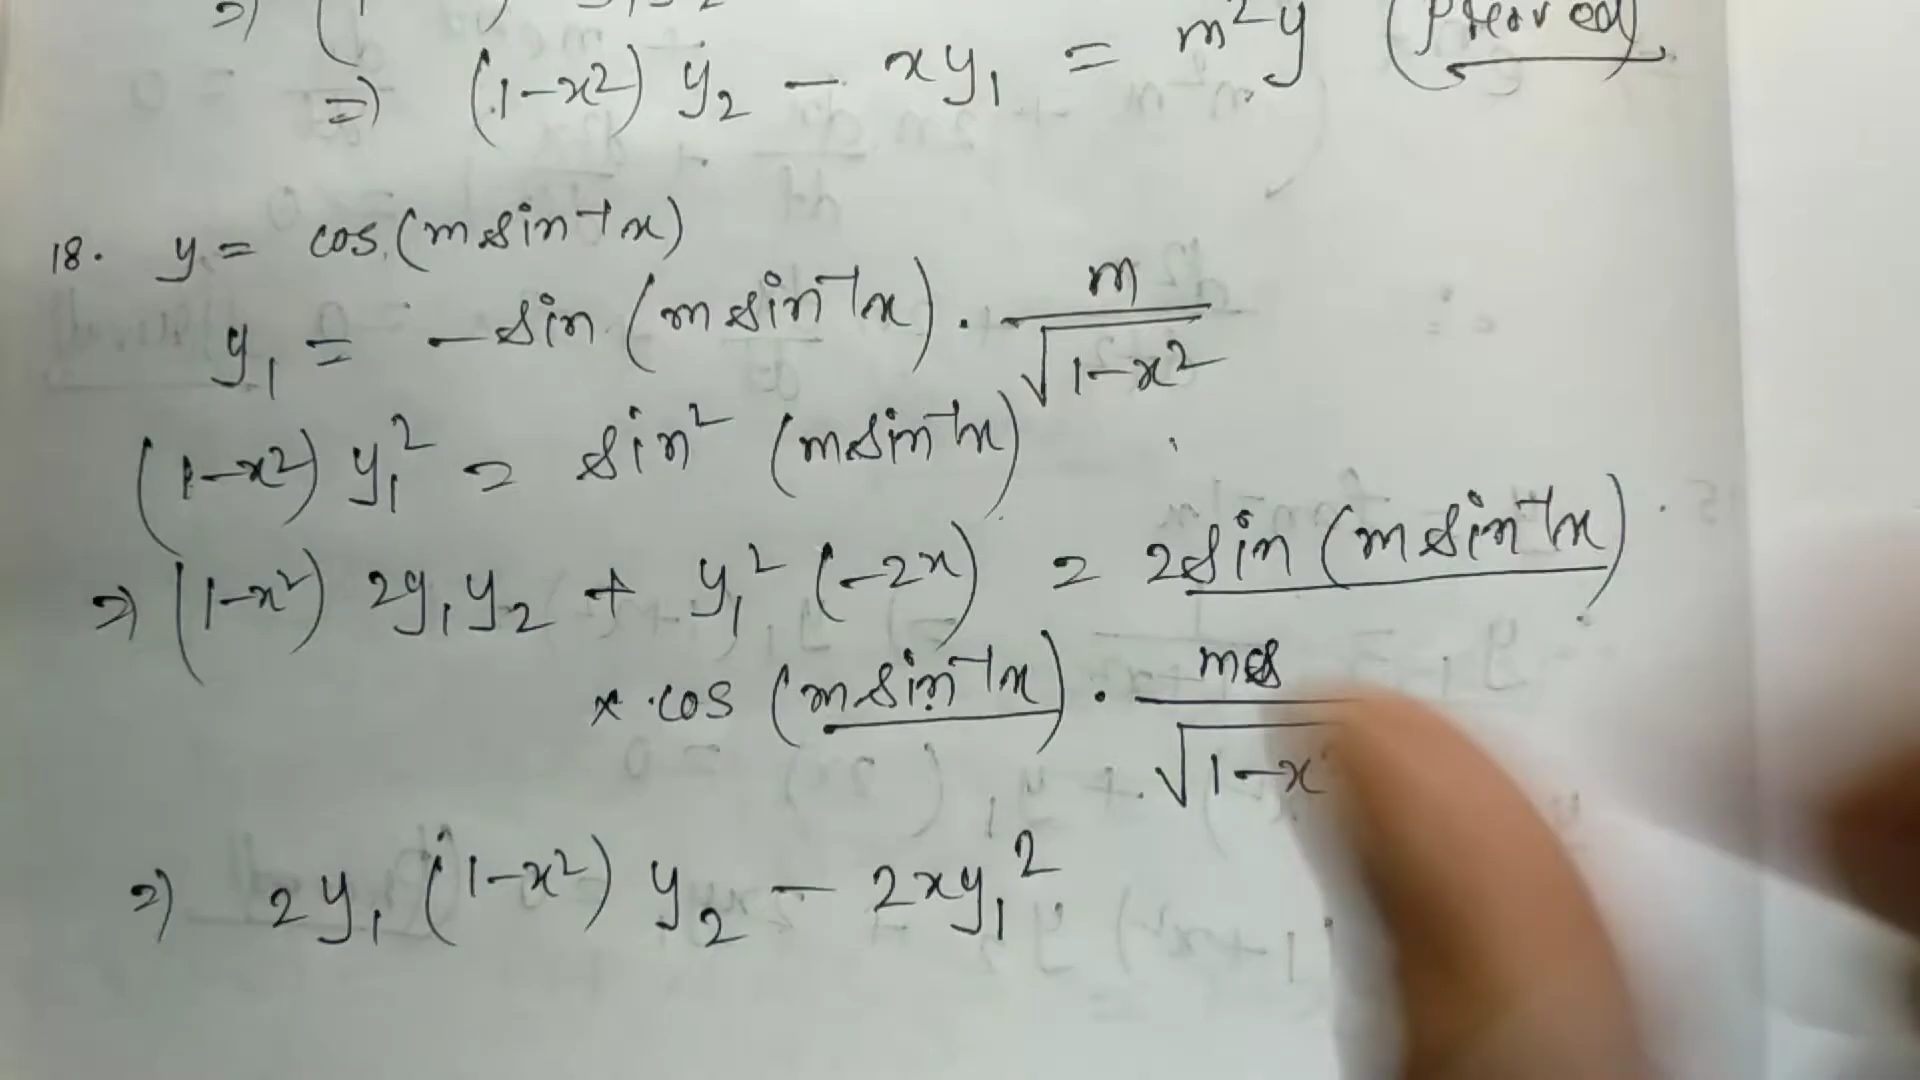 ⇒ (1-x²) y₂ - xy₁ = m²y (Proved)
18. y = cos(m sin⁻¹x)
y₁ = -sin(m sin⁻¹x) · m/√(1-x²)
(1-x²) y₁² = sin²(m sin⁻¹x)
⇒ (1-x²) 2y₁y₂ + y₁²(-2x) = 2sin(m sin⁻¹x)
× cos(m sin⁻¹x) · m/√1-x
⇒ 2y₁(1-x²) y₂ - 2xy₁²